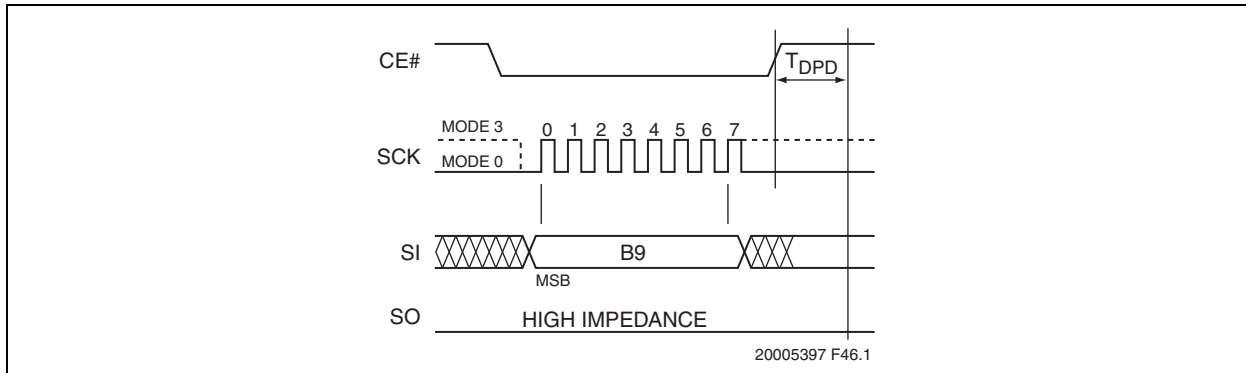 CE#
TDPD
MODE 3
0 1 2 3 4 5 6 7
SCK
MODE 0
SI
B9
MSB
SO
HIGH IMPEDANCE
20005397 F46.1